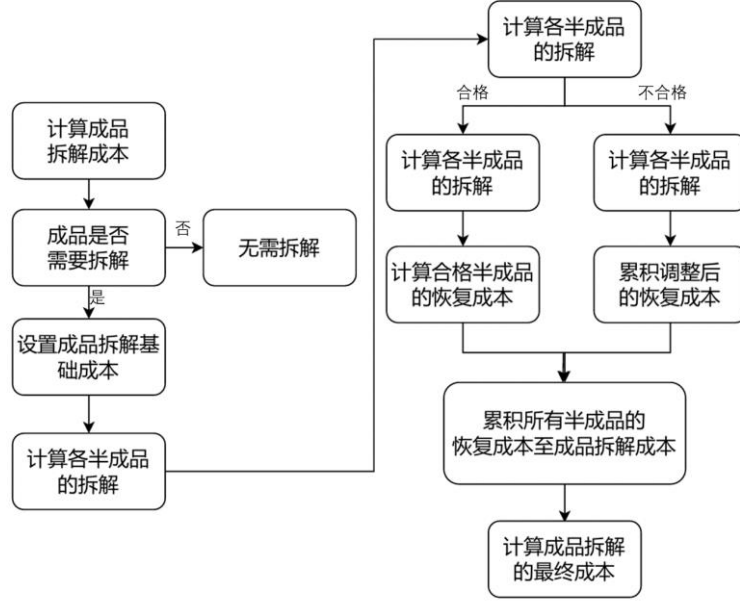 计算成品
拆解成本
成品是否
需要拆解
否
无需拆解
是
设置成品拆解基
础成本
计算各半成品
的拆解
计算各半成品
的拆解
合格
不合格
计算各半成品
的拆解
计算各半成品
的拆解
计算合格半成品
的恢复成本
累积调整后
的恢复成本
累积所有半成品的
恢复成本至成品拆解成本
计算成品拆解
的最终成本